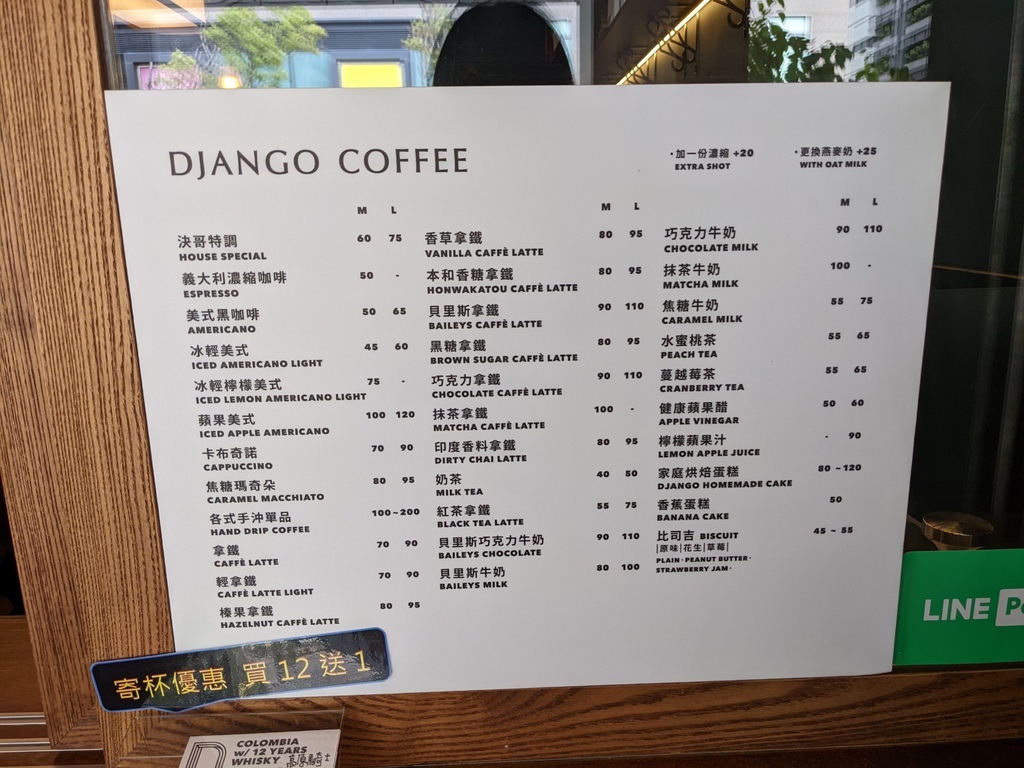 DJANGO COFFEE
・加一份濃縮 +20
EXTRA SHOT
・更換燕麥奶 +25
WITH OAT MILK
M L
決哥特調 60 75
HOUSE SPECIAL
義大利濃縮咖啡 50 -
ESPRESSO
美式黑咖啡 50 65
AMERICANO
冰輕美式 45 60
ICED AMERICANO LIGHT
冰輕檸檬美式 75 -
ICED LEMON AMERICANO LIGHT
蘋果美式 100 120
ICED APPLE AMERICANO
卡布奇諾 70 90
CAPPUCCINO
焦糖瑪奇朵 80 95
CARAMEL MACCHIATO
各式手沖單品 100~200
HAND DRIP COFFEE
拿鐵 70 90
CAFFÈ LATTE
輕拿鐵 70 90
CAFFÈ LATTE LIGHT
榛果拿鐵 80 95
HAZELNUT CAFFÈ LATTE
M L
香草拿鐵 80 95
VANILLA CAFFÈ LATTE
本和香糖拿鐵 80 95
HONWAKATOU CAFFÈ LATTE
貝里斯拿鐵 90 110
BAILEYS CAFFÈ LATTE
黑糖拿鐵 80 95
BROWN SUGAR CAFFÈ LATTE
巧克力拿鐵 90 110
CHOCOLATE CAFFÈ LATTE
抹茶拿鐵 100 -
MATCHA CAFFÈ LATTE
印度香料拿鐵 80 95
DIRTY CHAI LATTE
奶茶 40 50
MILK TEA
紅茶拿鐵 55 75
BLACK TEA LATTE
貝里斯巧克力牛奶 90 110
BAILEYS CHOCOLATE
貝里斯牛奶 80 100
BAILEYS MILK
M L
巧克力牛奶 90 110
CHOCOLATE MILK
抹茶牛奶 100 -
MATCHA MILK
焦糖牛奶 55 75
CARAMEL MILK
水蜜桃茶 55 65
PEACH TEA
蔓越莓茶 55 65
CRANBERRY TEA
健康蘋果醋 50 60
APPLE VINEGAR
檸檬蘋果汁 - 90
LEMON APPLE JUICE
家庭烘焙蛋糕 80 ~120
DJANGO HOMEMADE CAKE
香蕉蛋糕 50
BANANA CAKE
比司吉 BISCUIT 45 ~ 55
|原味|花生|草莓|
PLAIN・PEANUT BUTTER・
STRAWBERRY JAM・
寄杯優惠 買 12 送 1
LINE
COLOMBIA
w/ 12 YEARS
WHISKY 高原騎士